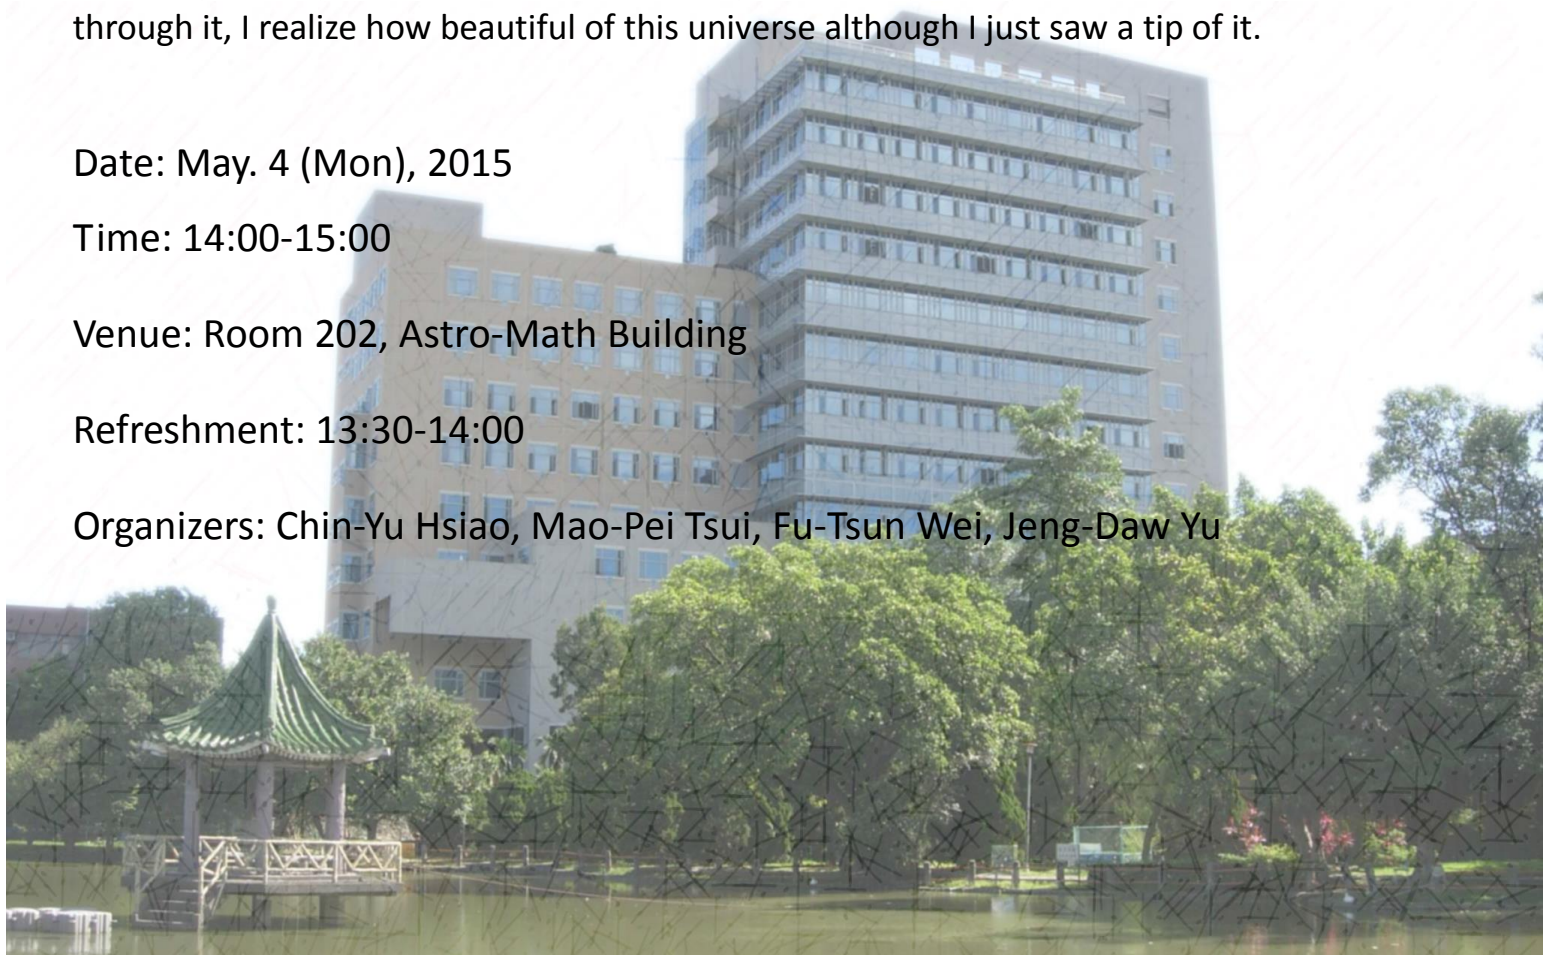 through it, I realize how beautiful of this universe although I just saw a tip of it.
Date: May. 4 (Mon), 2015
Time: 14:00-15:00
Venue: Room 202, Astro-Math Building
Refreshment: 13:30-14:00
Organizers: Chin-Yu Hsiao, Mao-Pei Tsui, Fu-Tsun Wei, Jeng-Daw Yu